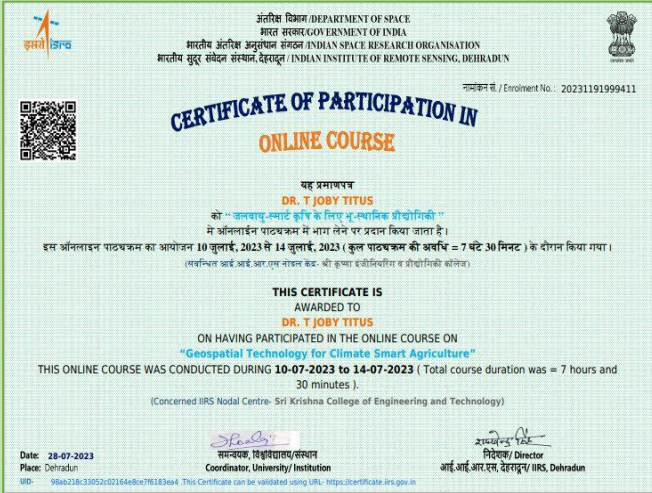 इसरो isro
अंतरिक्ष विभाग /DEPARTMENT OF SPACE
भारत सरकार/GOVERNMENT OF INDIA
भारतीय अंतरिक्ष अनुसंधान संगठन /INDIAN SPACE RESEARCH ORGANISATION
भारतीय सुदूर संवेदन संस्थान,देहरादून / INDIAN INSTITUTE OF REMOTE SENSING, DEHRADUN
नामांकन सं. / Enrolment No. : 20231191999411
CERTIFICATE OF PARTICIPATION IN
ONLINE COURSE
यह प्रमाणपत्र
DR. T JOBY TITUS
को “ जलवायु-स्मार्ट कृषि के लिए भू-स्थानिक प्रौद्योगिकी ”
मे ऑनलाईन पाठ्यक्रम में भाग लेने पर प्रदान किया जाता है।
इस ऑनलाइन पाठ्यक्रम का आयोजन 10 जुलाई, 2023 से 14 जुलाई, 2023 ( कुल पाठ्यक्रम की अवधि = 7 घंटे 30 मिनट ) के दौरान किया गया।
(संबन्धित आई.आई.आर.एस नोडल केंद्र- श्री कृष्णा इंजीनियरिंग व प्रौद्योगिकी कॉलेज)
THIS CERTIFICATE IS
AWARDED TO
DR. T JOBY TITUS
ON HAVING PARTICIPATED IN THE ONLINE COURSE ON
“Geospatial Technology for Climate Smart Agriculture”
THIS ONLINE COURSE WAS CONDUCTED DURING 10-07-2023 to 14-07-2023 ( Total course duration was = 7 hours and
30 minutes ).
(Concerned IIRS Nodal Centre- Sri Krishna College of Engineering and Technology)
Date: 28-07-2023
Place: Dehradun
समन्वयक, विश्वविद्यालय/संस्थान
Coordinator, University/ Institution
निदेशक/ Director
आई.आई.आर.एस, देहरादून/ IIRS, Dehradun
UID- 98ab218c33052c02164e8ce7f6183ea4 .This Certificate can be validated using URL- https://certificate.iirs.gov.in